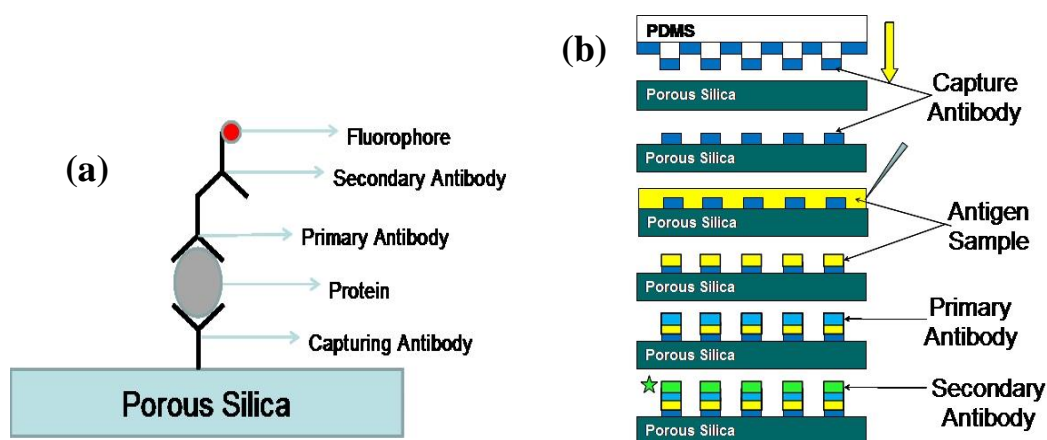 (a)
Fluorophore
Secondary Antibody
Primary Antibody
Protein
Capturing Antibody
Porous Silica
(b)
PDMS
Porous Silica
Capture
Antibody
Porous Silica
Porous Silica
Antigen
Sample
Porous Silica
Primary
Antibody
Porous Silica
Secondary
Antibody
Porous Silica